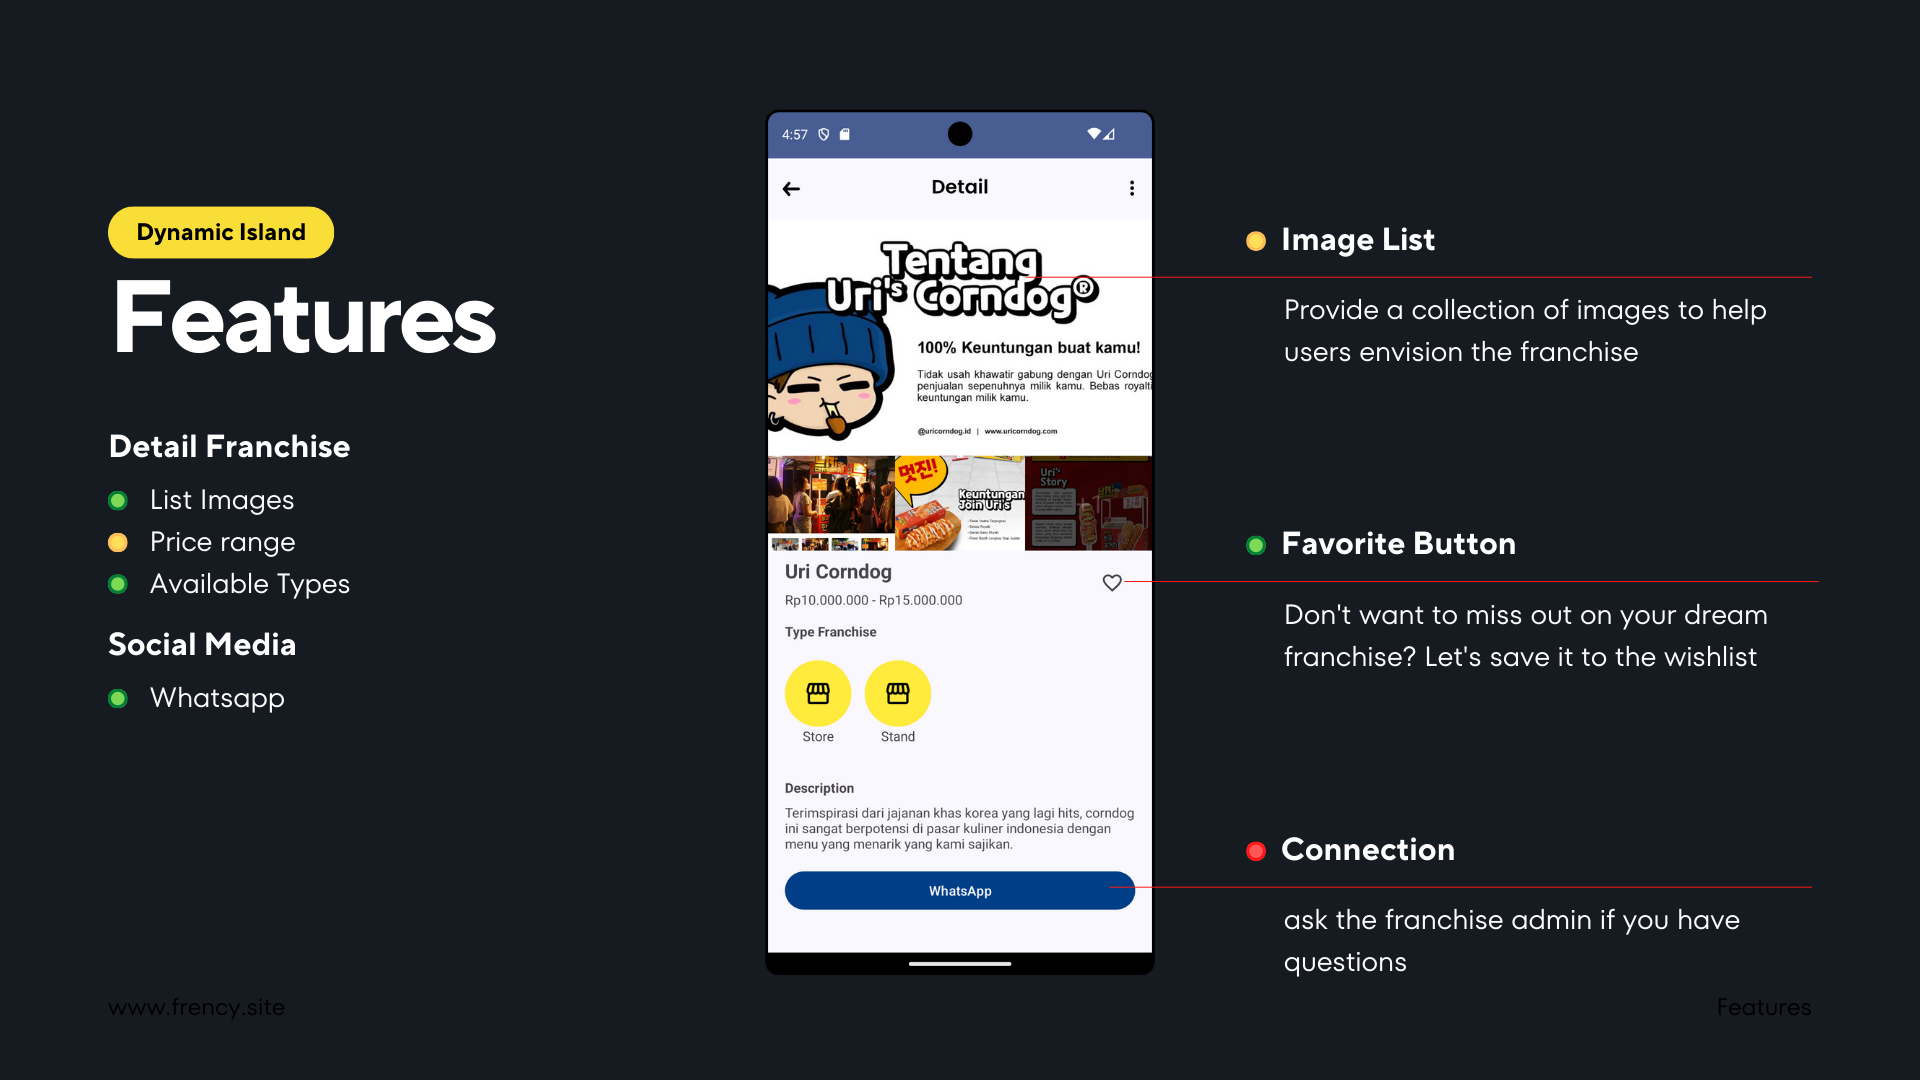 Dynamic Island
Features
Detail Franchise
List Images
Price range
Available Types
Social Media
Whatsapp
www.frency.site
4:57
Detail
Tentang
Uri's Corndog®
100% Keuntungan buat kamu!
Tidak usah khawatir gabung dengan Uri Corndog
penjualan sepenuhnya milik kamu. Bebas royalti
keuntungan milik kamu.
@uricorndog.id | www.uricorndog.com
멋진!
Keuntungan
Join Uri's
Uri's
Story
Uri Corndog
Rp10.000.000 - Rp15.000.000
Type Franchise
Store
Stand
Description
Terimspirasi dari jajanan khas korea yang lagi hits, corndog
ini sangat berpotensi di pasar kuliner indonesia dengan
menu yang menarik yang kami sajikan.
WhatsApp
Image List
Provide a collection of images to help
users envision the franchise
Favorite Button
Don't want to miss out on your dream
franchise? Let's save it to the wishlist
Connection
ask the franchise admin if you have
questions
Features